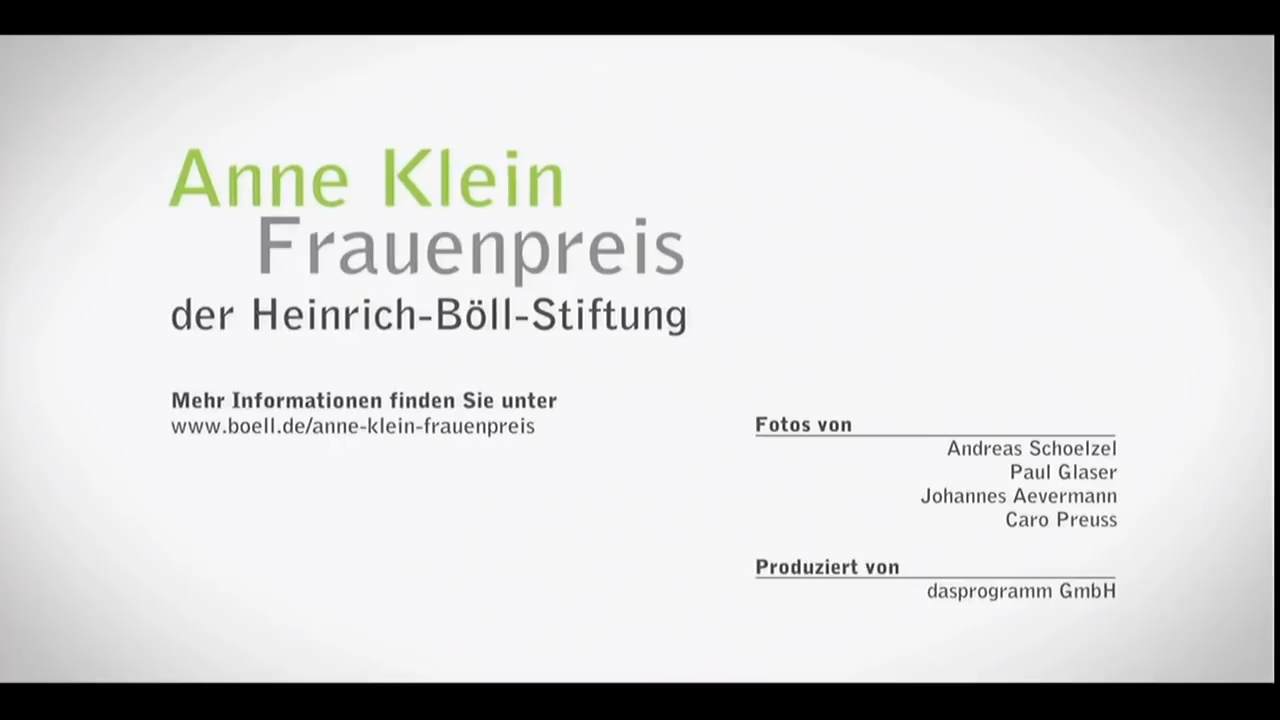 Anne Klein
Frauenpreis
der Heinrich-Böll-Stiftung
Mehr Informationen finden Sie unter
www.boell.de/anne-klein-frauenpreis
Fotos von
Andreas Schoelzel
Paul Glaser
Johannes Aevermann
Caro Preuss
Produziert von
dasprogramm GmbH